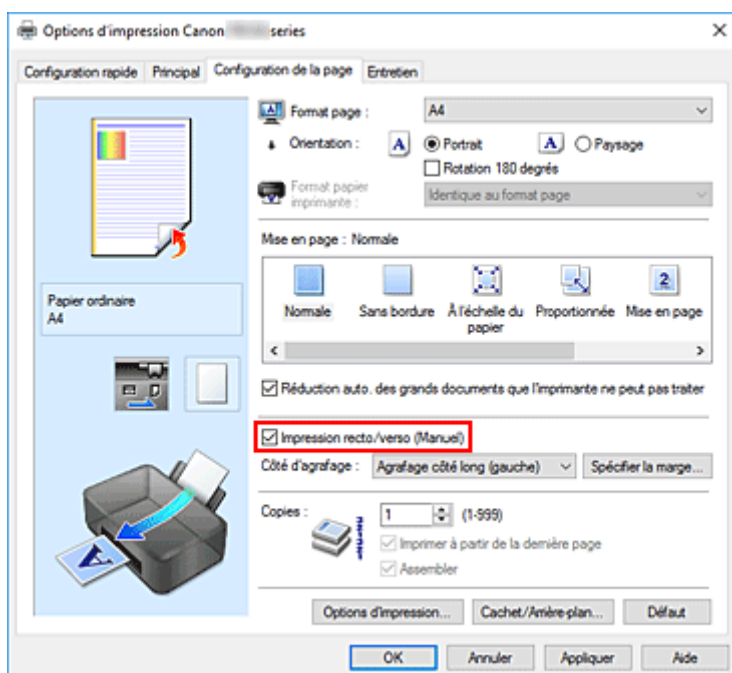 Options d'impression Canon series
Configuration rapide Principal Configuration de la page Entretien
Format page : A4
Orientation : A Portrait A Paysage
Rotation 180 degrés
Format papier
imprimante : Identique au format page
Mise en page : Normale
2
Normale Sans bordure À l'échelle du Proportionnée Mise en page
papier
Papier ordinaire
A4
Réduction auto. des grands documents que l'imprimante ne peut pas traiter
Impression recto/verso (Manuel)
Côté d'agrafage : Agrafage côté long (gauche) Spécifier la marge...
Copies : 1 (1-999)
Imprimer à partir de la dernière page
Assembler
A
Options d'impression... Cachet/Arrière-plan... Défaut
OK Annuler Appliquer Aide